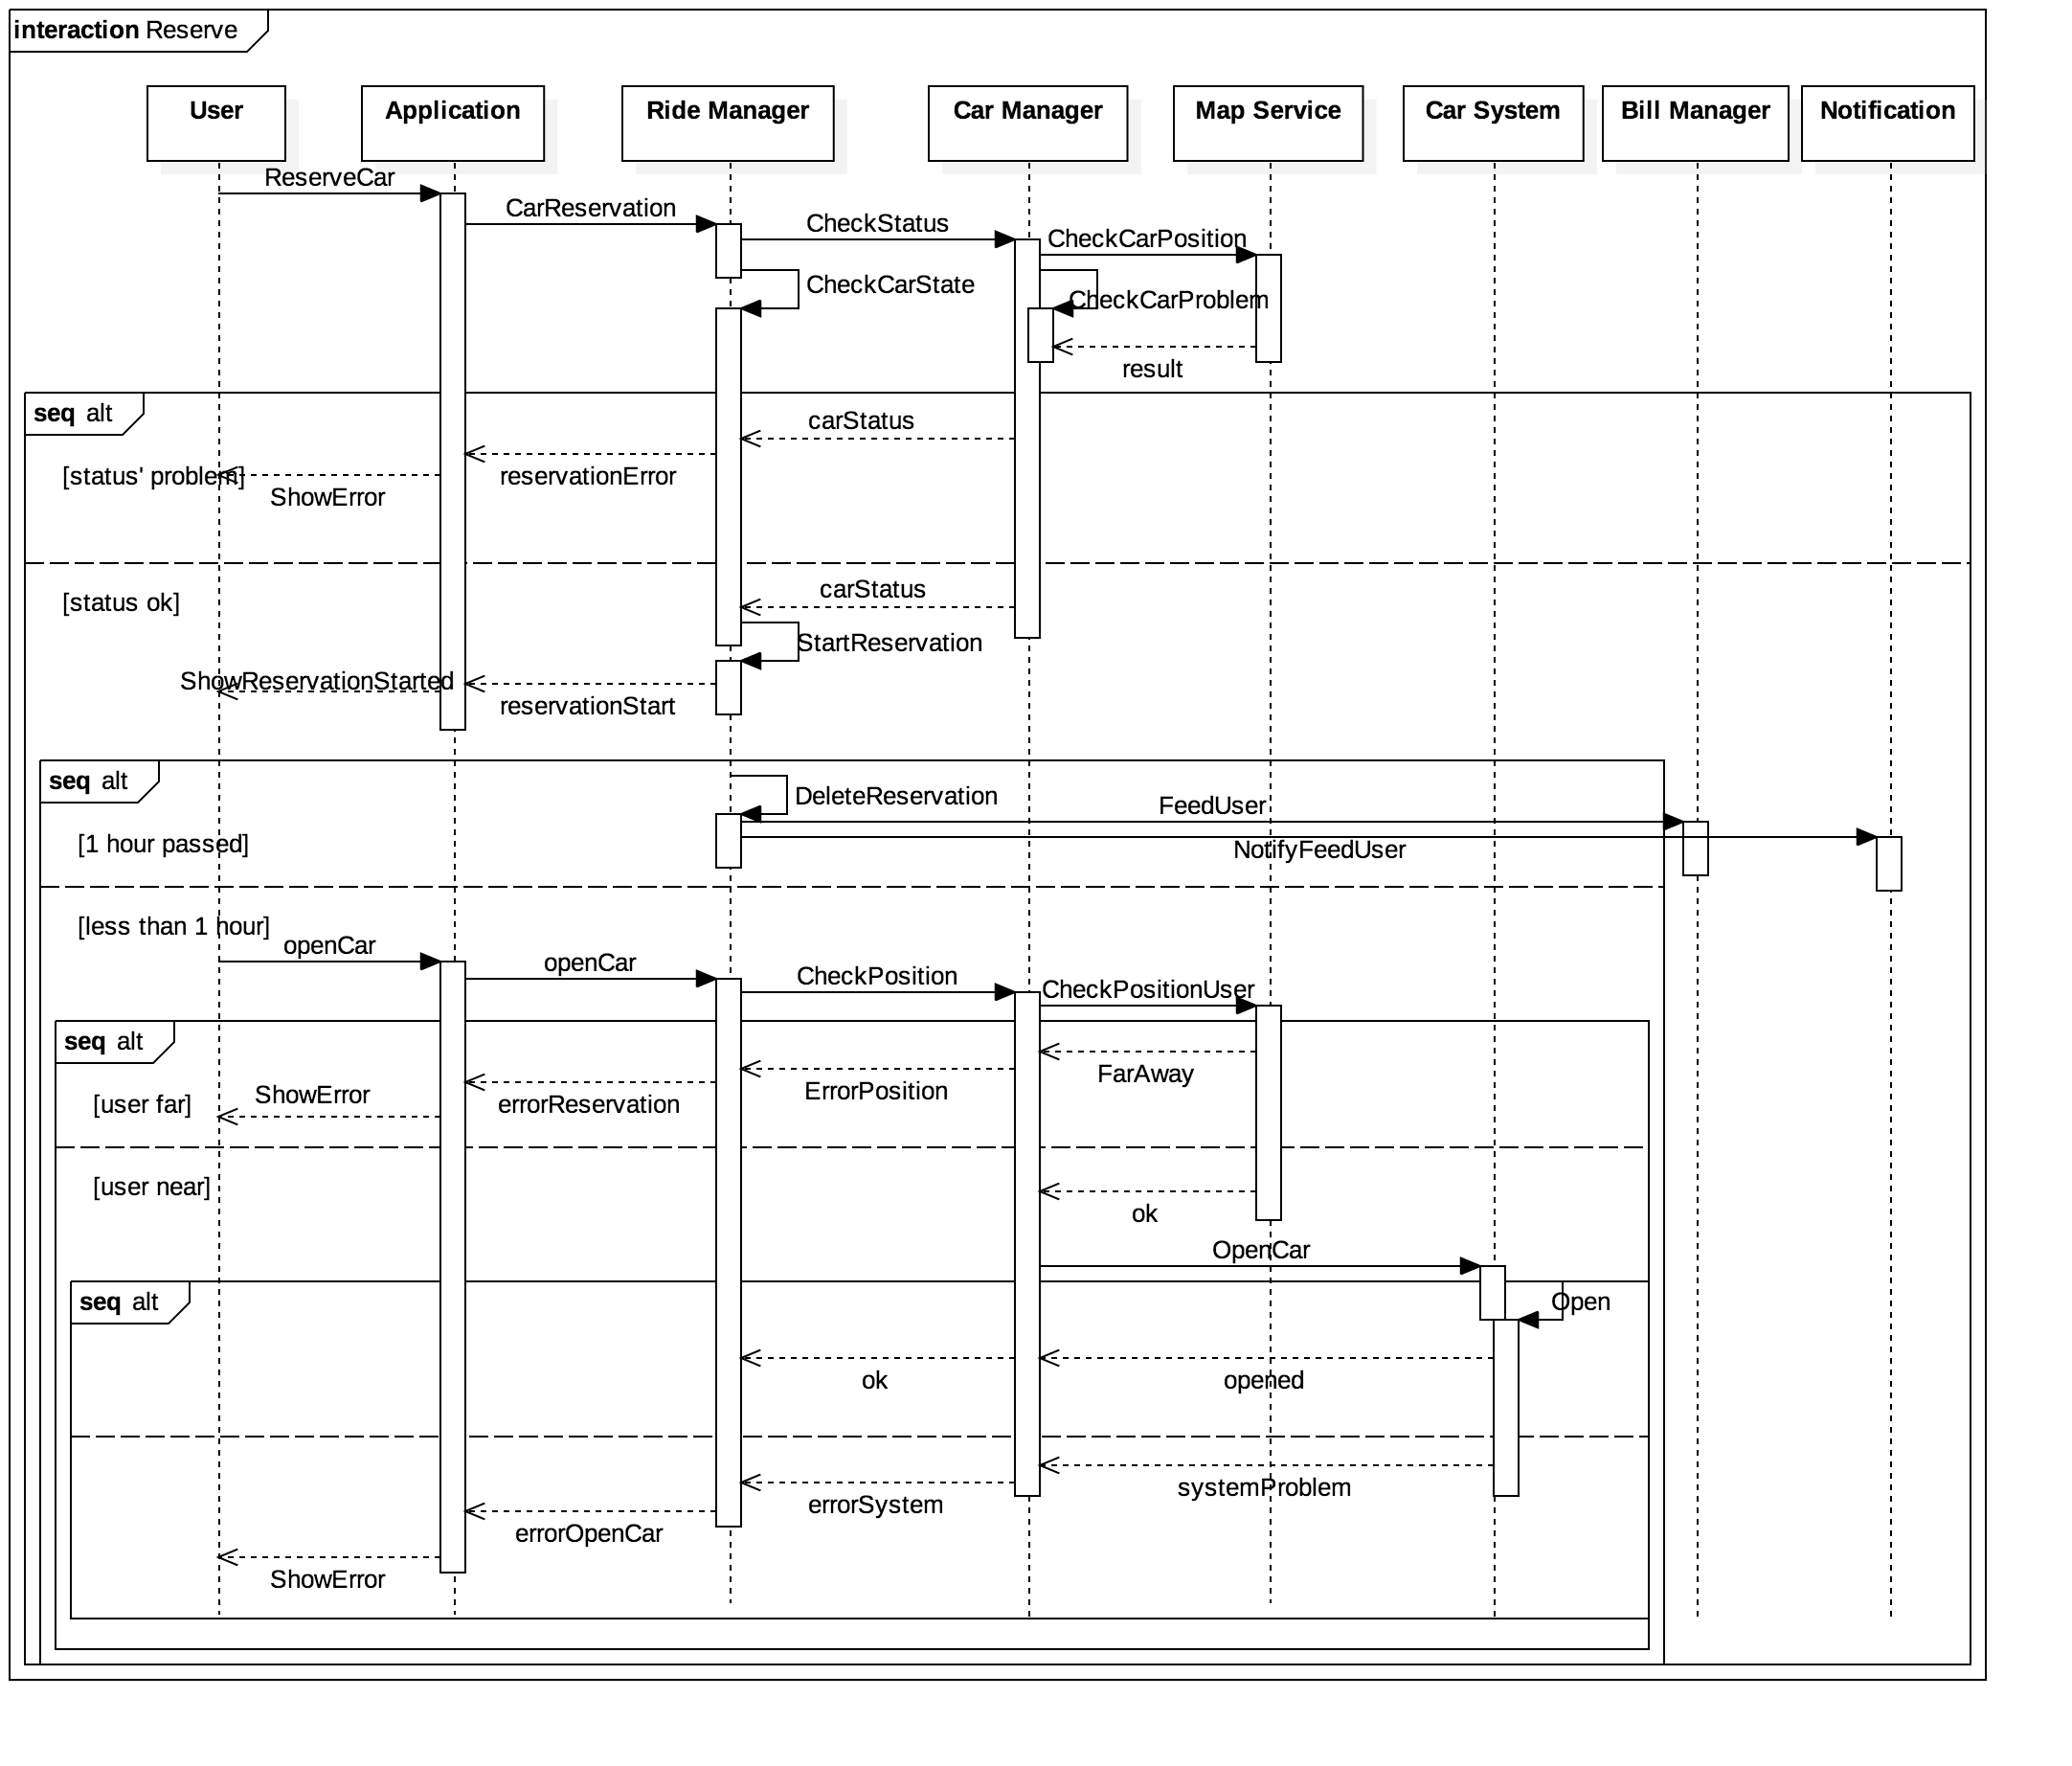 interaction Reserve
User
Application
Ride Manager
Car Manager
Map Service
Car System
Bill Manager
Notification
ReserveCar
CarReservation
CheckStatus
CheckCarPosition
CheckCarState
CheckCarProblem
result
seq alt
carStatus
[status' problem]
reservationError
ShowError
carStatus
[status ok]
StartReservation
ShowReservationStarted
reservationStart
seq alt
DeleteReservation
FeedUser
[1 hour passed]
NotifyFeedUser
[less than 1 hour]
openCar
openCar
CheckPosition
CheckPositionUser
seq alt
FarAway
ErrorPosition
ShowError
[user far]
errorReservation
[user near]
ok
OpenCar
seq alt
Open
ok
opened
systemProblem
errorSystem
errorOpenCar
ShowError